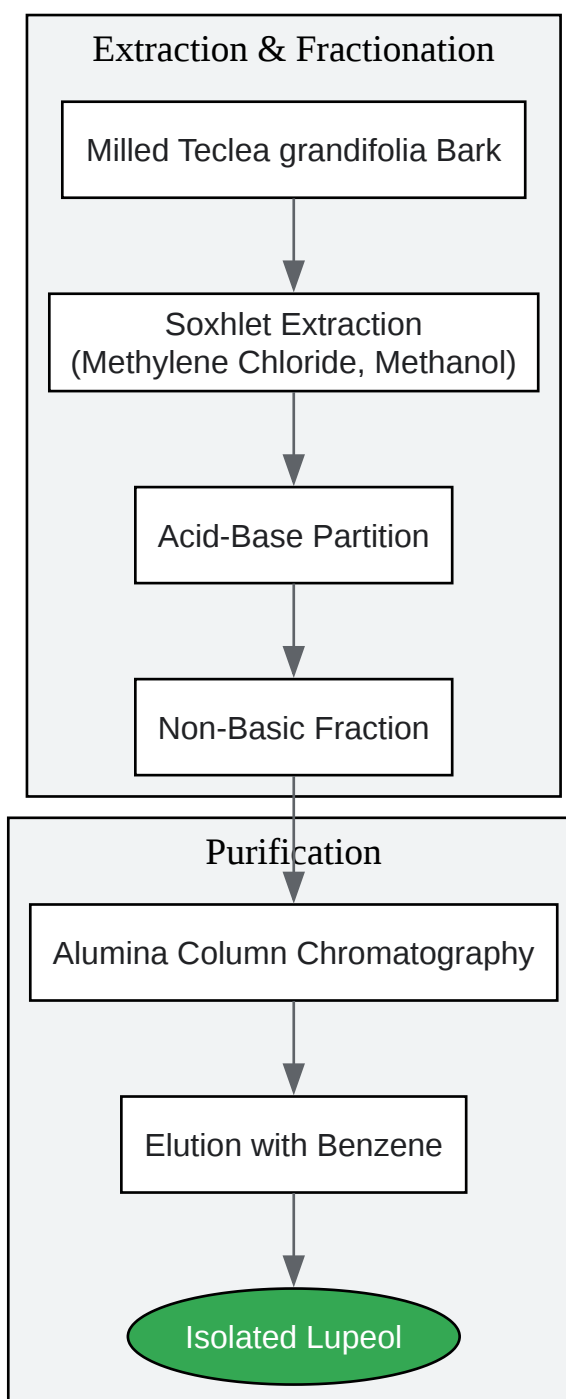 Extraction & Fractionation
Milled Teclea grandifolia Bark
Soxhlet Extraction
(Methylene Chloride, Methanol)
Acid-Base Partition
Non-Basic Fraction
Purification
Alumina Column Chromatography
Elution with Benzene
Isolated Lupeol